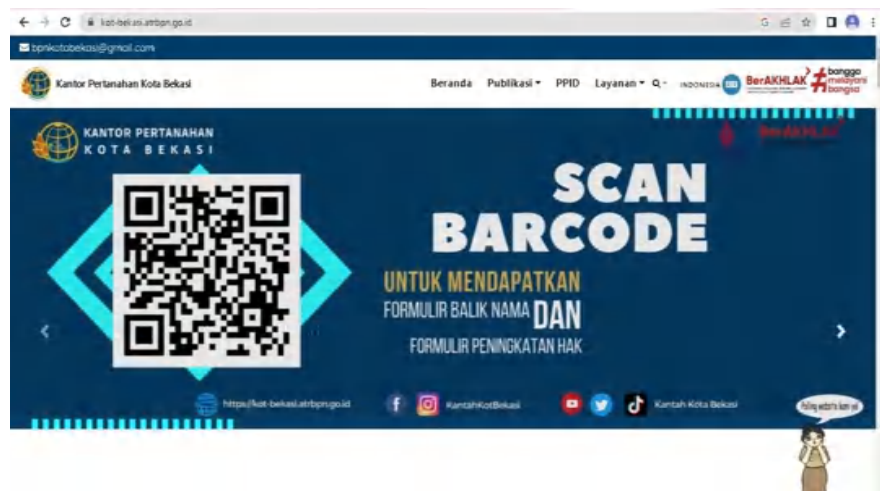 kot-bekasi.atrbpn.go.id
bpnkotabekasi@gmail.com
Kantor Pertanahan Kota Bekasi
Beranda Publikasi PPID Layanan INDONESIA BerAKHLAK # bangga melayani bangsa
KANTOR PERTANAHAN
KOTA BEKASI
BerAKHLAK
SCAN
BARCODE
UNTUK MENDAPATKAN
FORMULIR BALIK NAMA DAN
FORMULIR PENINGKATAN HAK
https://kot-bekasi.atrbpn.go.id KantahKotBekasi Kantah Kota Bekasi